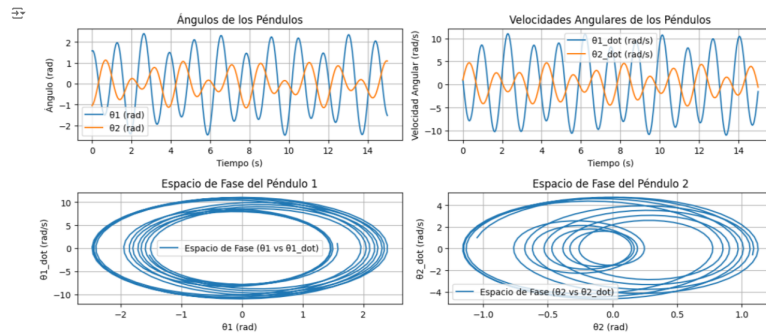 Ángulos de los Péndulos
Ángulo (rad)
2
1
0
−1
−2
θ1 (rad)
θ2 (rad)
0 2 4 6 8 10 12 14
Tiempo (s)
Velocidades Angulares de los Péndulos
Velocidad Angular (rad/s)
10
5
0
−5
−10
θ1_dot (rad/s)
θ2_dot (rad/s)
0 2 4 6 8 10 12 14
Tiempo (s)
Espacio de Fase del Péndulo 1
θ1_dot (rad/s)
10
5
0
−5
−10
Espacio de Fase (θ1 vs θ1_dot)
−2 −1 0 1 2
θ1 (rad)
Espacio de Fase del Péndulo 2
θ2_dot (rad/s)
4
2
0
−2
−4
Espacio de Fase (θ2 vs θ2_dot)
−1.0 −0.5 0.0 0.5 1.0
θ2 (rad)